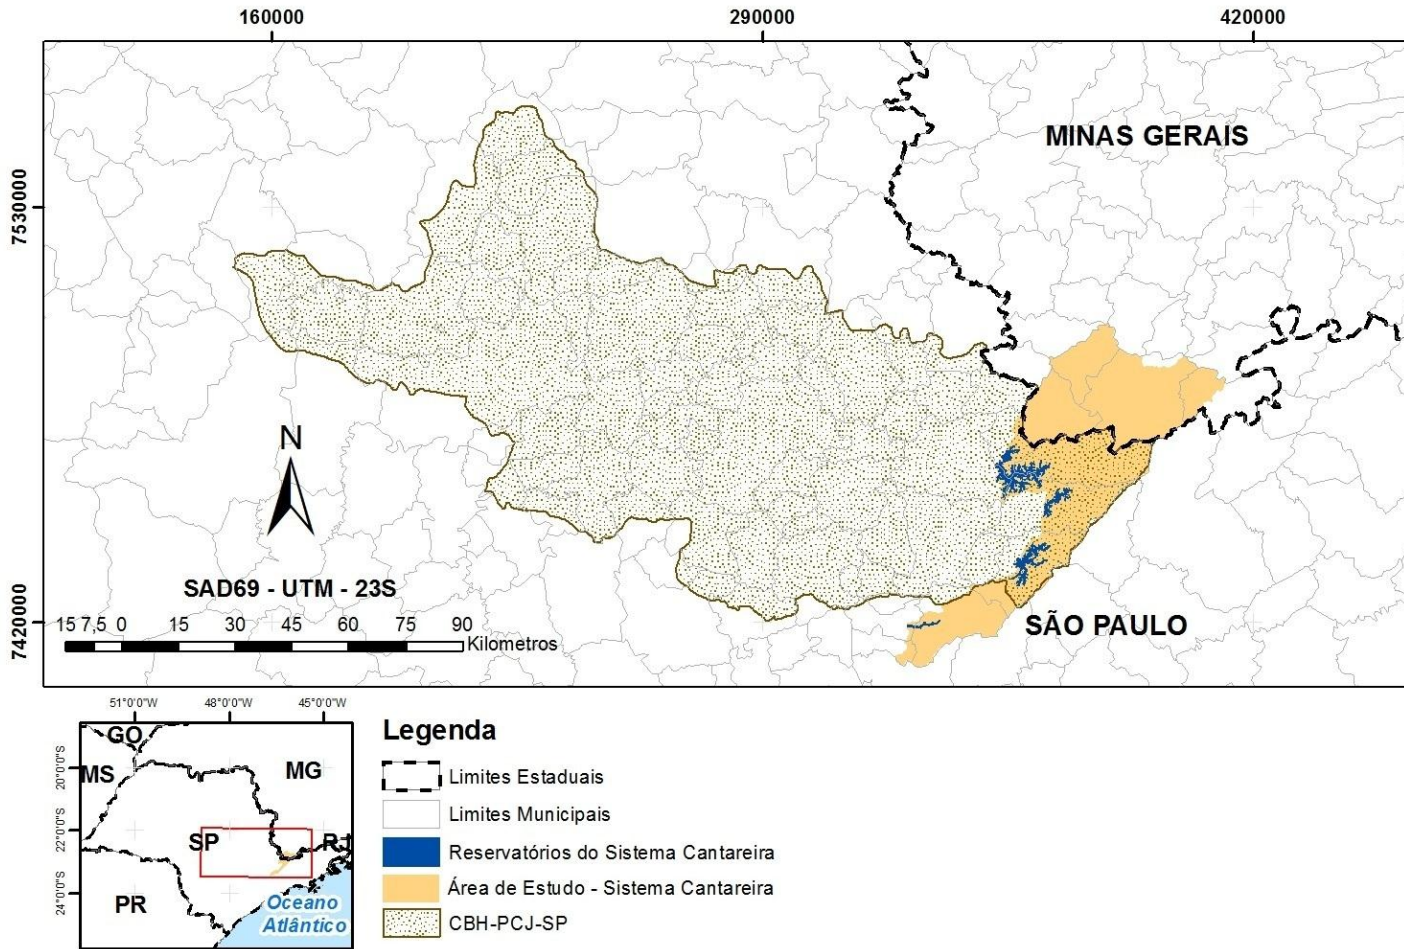 160000
290000
420000
MINAS GERAIS
7530000
N
SAD69 - UTM - 23S
7420000
15 7,5 0 15 30 45 60 75 90
Kilometros
SÃO PAULO
51°0'0"W 48°0'0"W 45°0'0"W
GO
MS
MG
SP
RJ
PR
20°0'0"S
22°0'0"S
24°0'0"S
Oceano
Atlântico
Legenda
Limites Estaduais
Limites Municipais
Reservatórios do Sistema Cantareira
Área de Estudo - Sistema Cantareira
CBH-PCJ-SP